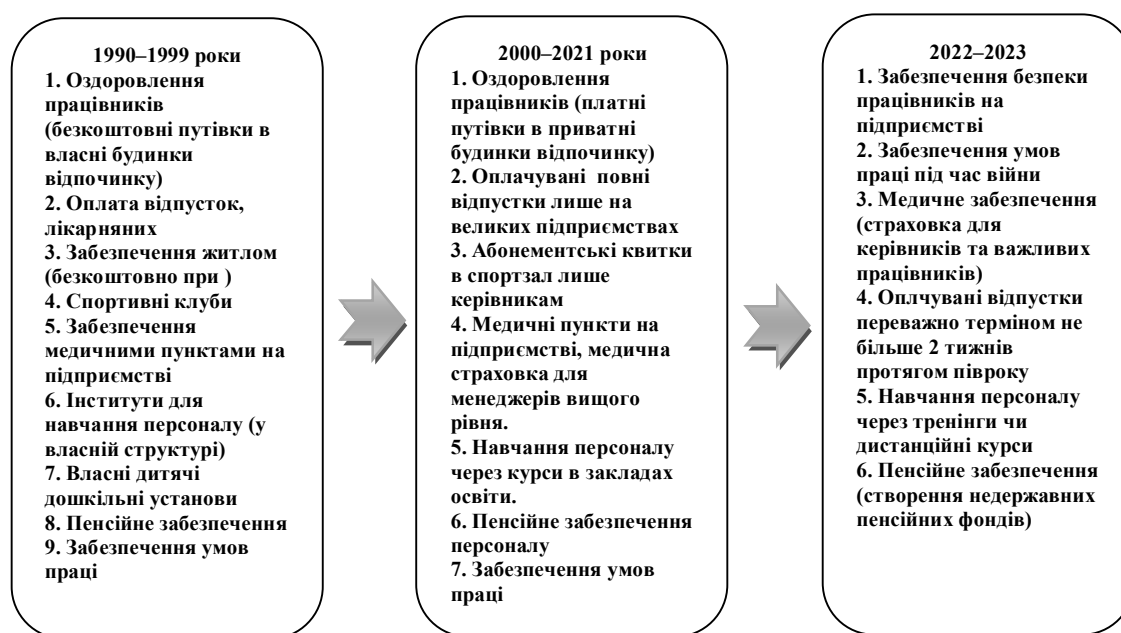 1990–1999 роки
1. Оздоровлення
працівників
(безкоштовні путівки в
власні будинки
відпочинку)
2. Оплата відпусток,
лікарняних
3. Забезпечення житлом
(безкоштовно при )
4. Спортивні клуби
5. Забезпечення
медичними пунктами на
підприємстві
6. Інститути для
навчання персоналу (у
власній структурі)
7. Власні дитячі
дошкільні установи
8. Пенсійне забезпечення
9. Забезпечення умов
праці
2000–2021 роки
1. Оздоровлення
працівників (платні
путівки в приватні
будинки відпочинку)
2. Оплачувані повні
відпустки лише на
великих підприємствах
3. Абонементські квитки
в спортзал лише
керівникам
4. Медичні пункти на
підприємстві, медична
страховка для
менеджерів вищого
рівня.
5. Навчання персоналу
через курси в закладах
освіти.
6. Пенсійне забезпечення
персоналу
7. Забезпечення умов
праці
2022–2023
1. Забезпечення безпеки
працівників на
підприємстві
2. Забезпечення умов
праці під час війни
3. Медичне забезпечення
(страховка для
керівників та важливих
працівників)
4. Оплчувані відпустки
переважно терміном не
більше 2 тижнів
протягом півроку
5. Навчання персоналу
через тренінги чи
дистанційні курси
6. Пенсійне забезпечення
(створення недержавних
пенсійних фондів)